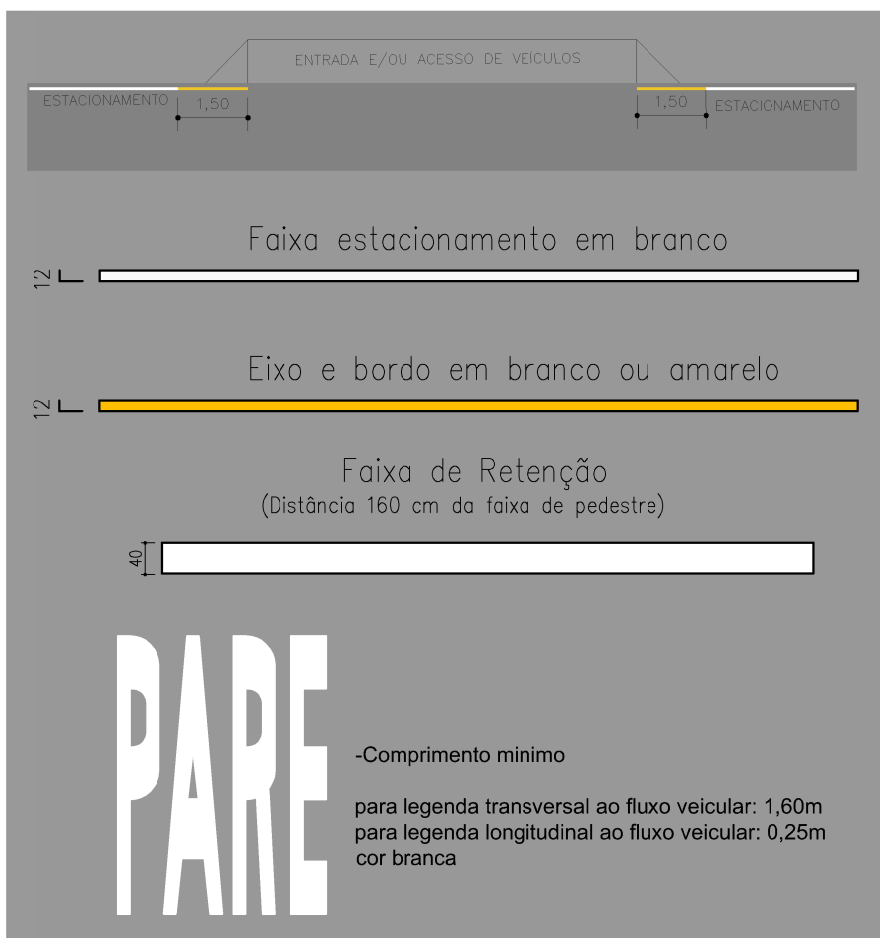 ENTRADA E/OU ACESSO DE VEÍCULOS
ESTACIONAMENTO
1,50
1,50
ESTACIONAMENTO
Faixa estacionamento em branco
12
Eixo e bordo em branco ou amarelo
12
Faixa de Retenção
(Distância 160 cm da faixa de pedestre)
40
PARE
-Comprimento minimo
para legenda transversal ao fluxo veicular: 1,60m
para legenda longitudinal ao fluxo veicular: 0,25m
cor branca